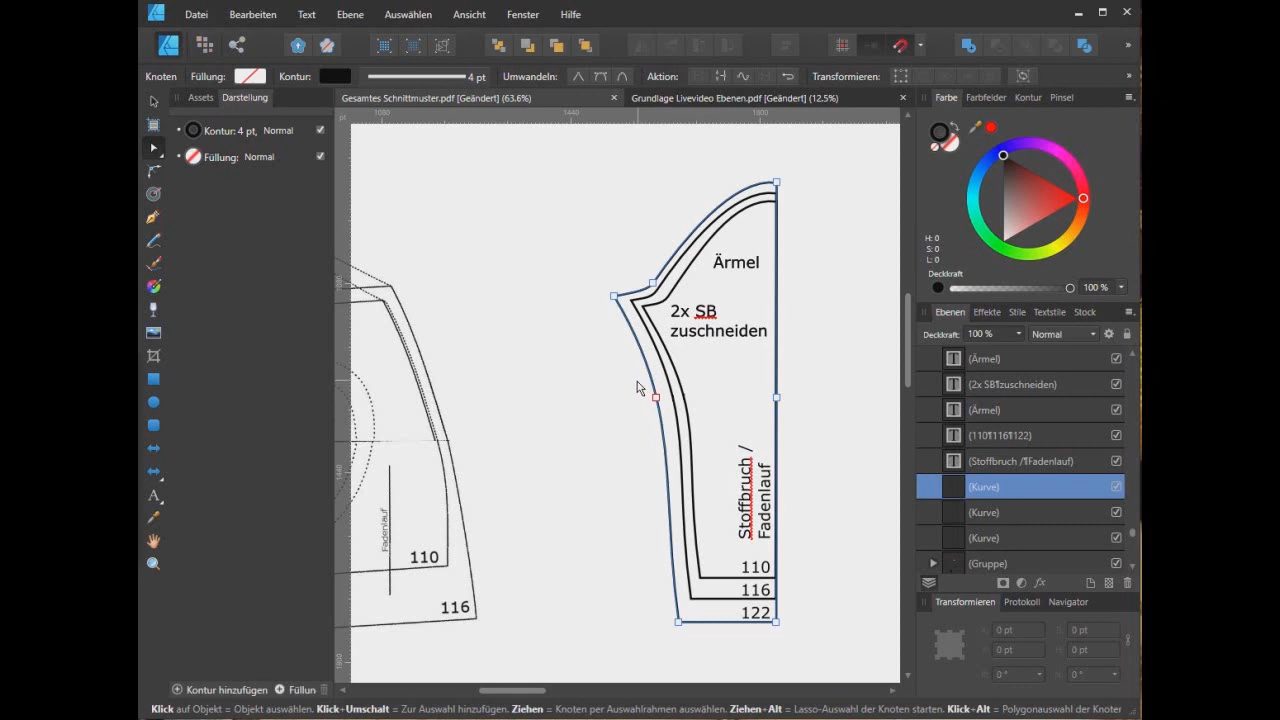 Datei Bearbeiten Text Ebene Auswählen Ansicht Fenster Hilfe
Knoten Füllung: Kontur: 4 pt Umwandeln: Aktion: Transformieren:
Assets Darstellung
Gesamtes Schnittmuster.pdf [Geändert] (63.6%)
Grundlage Livevideo Ebenen.pdf [Geändert] (12.5%)
Farbe Farbfelder Kontur Pinsel
pt 1080 1440 1800
Kontur: 4 pt, Normal
Füllung: Normal
H: 0
S: 0
L: 0
Deckkraft
100 %
Ärmel
2x SB
zuschneiden
Stoffbruch /
Fadenlauf
110
116
122
Fadenlauf
110
116
1440
Ebenen Effekte Stile Textstile Stock
Deckkraft: 100 % Normal
(Ärmel)
(2x SB¶zuschneiden)
(Ärmel)
(110¶116¶122)
(Stoffbruch /¶Fadenlauf)
(Kurve)
(Kurve)
(Kurve)
(Gruppe)
fx
Transformieren Protokoll Navigator
X: 0 pt S: 0 pt
Y: 0 pt H: 0 pt
0 ° 0 °
Kontur hinzufügen Füllun
Klick auf Objekt = Objekt auswählen. Klick+Umschalt = Zur Auswahl hinzufügen. Ziehen = Knoten per Auswahlrahmen auswählen. Ziehen+Alt = Lasso-Auswahl der Knoten starten. Klick+Alt = Polygonauswahl der Knoter